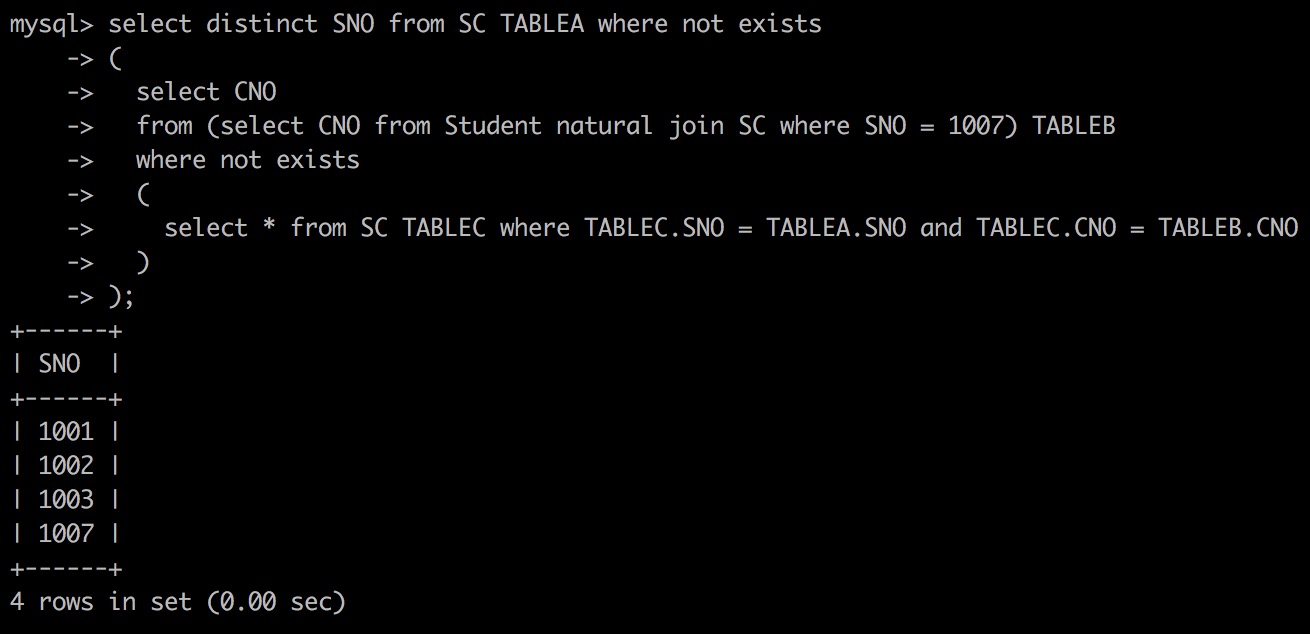 mysql> select distinct SNO from SC TABLEA where not exists
    -> (
    ->   select CNO
    ->   from (select CNO from Student natural join SC where SNO = 1007) TABLEB
    ->   where not exists
    ->   (
    ->     select * from SC TABLEC where TABLEC.SNO = TABLEA.SNO and TABLEC.CNO = TABLEB.CNO
    ->   )
    -> );
+------+
| SNO  |
+------+
| 1001 |
| 1002 |
| 1003 |
| 1007 |
+------+
4 rows in set (0.00 sec)